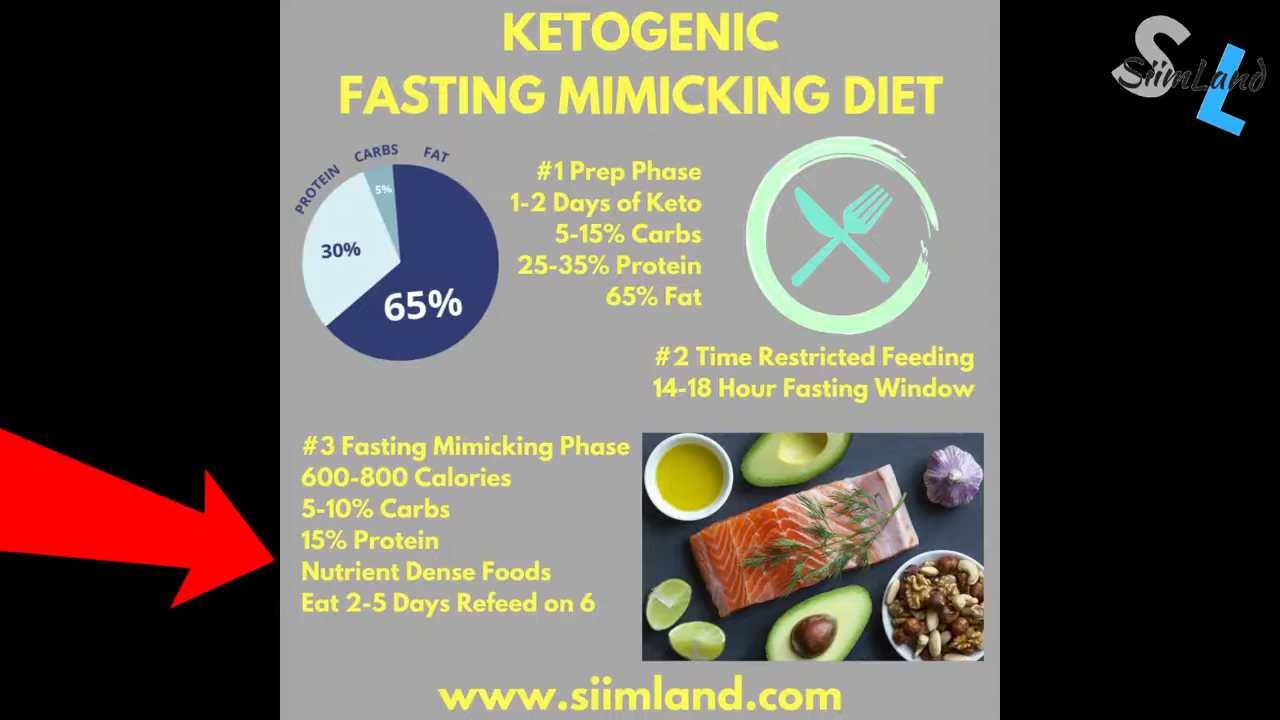 KETOGENIC
FASTING MIMICKING DIET
SiimLand
SL
PROTEIN
CARBS
FAT
5%
30%
65%
#1 Prep Phase
1-2 Days of Keto
5-15% Carbs
25-35% Protein
65% Fat
#2 Time Restricted Feeding
14-18 Hour Fasting Window
#3 Fasting Mimicking Phase
600-800 Calories
5-10% Carbs
15% Protein
Nutrient Dense Foods
Eat 2-5 Days Refeed on 6
www.siimland.com